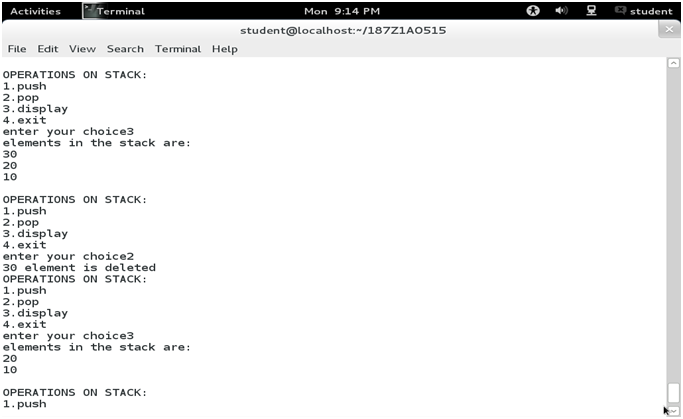 Activities Terminal Mon 9:14 PM student
student@localhost:~/187Z1A0515
File Edit View Search Terminal Help
OPERATIONS ON STACK:
1.push
2.pop
3.display
4.exit
enter your choice3
elements in the stack are:
30
20
10
OPERATIONS ON STACK:
1.push
2.pop
3.display
4.exit
enter your choice2
30 element is deleted
OPERATIONS ON STACK:
1.push
2.pop
3.display
4.exit
enter your choice3
elements in the stack are:
20
10
OPERATIONS ON STACK:
1.push